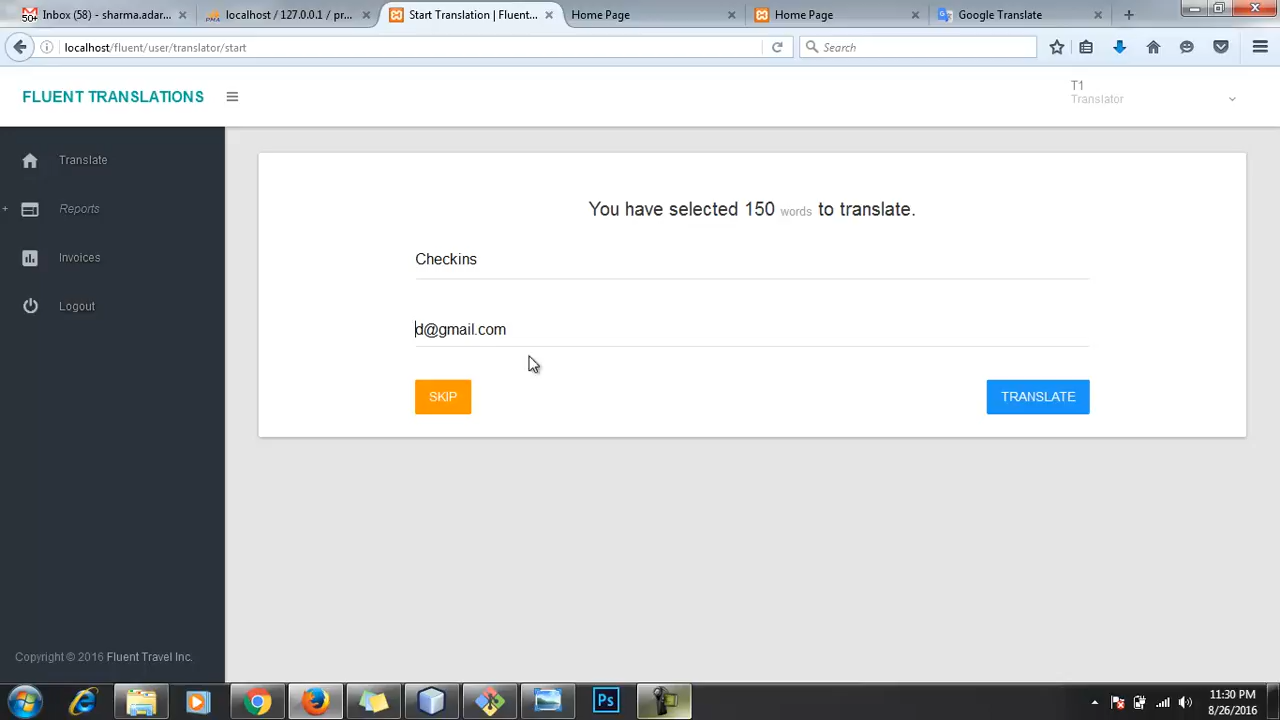 50+ Inbox (58) - sharma.adar...
localhost / 127.0.0.1 / pr...
Start Translation | Fluent...
Home Page
Home Page
Google Translate
localhost/fluent/user/translator/start
Search
FLUENT TRANSLATIONS
T1
Translator
Translate
+ Reports
Invoices
Logout
You have selected 150 words to translate.
Checkins
d@gmail.com
SKIP
TRANSLATE
Copyright © 2016 Fluent Travel Inc.
Ps
11:30 PM
8/26/2016